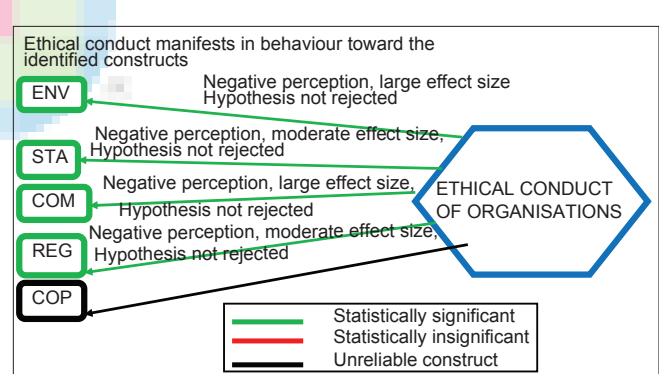 Ethical conduct manifests in behaviour toward the
identified constructs
ENV
Negative perception, large effect size
Hypothesis not rejected
STA
Negative perception, moderate effect size,
Hypothesis not rejected
COM
Negative perception, large effect size,
Hypothesis not rejected
REG
Negative perception, moderate effect size,
Hypothesis not rejected
COP
ETHICAL CONDUCT
OF ORGANISATIONS
Statistically significant
Statistically insignificant
Unreliable construct